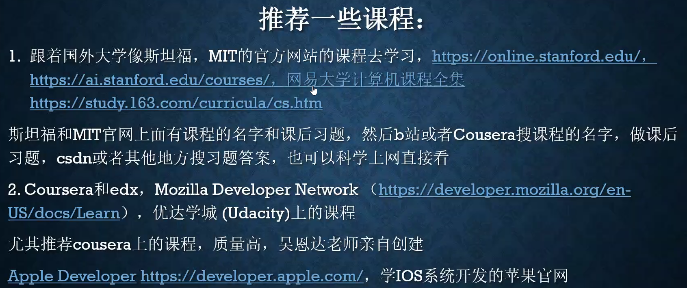 推荐一些课程：
1. 跟着国外大学像斯坦福，MIT的官方网站的课程去学习，https://online.stanford.edu/，
https://ai.stanford.edu/courses/，网易大学计算机课程全集
https://study.163.com/curricula/cs.htm
斯坦福和MIT官网上面有课程的名字和课后习题，然后b站或者Cousera搜课程的名字，做课后
习题，csdn或者其他地方搜习题答案，也可以科学上网直接看
2. Coursera和edx，Mozilla Developer Network （https://developer.mozilla.org/en-
US/docs/Learn），优达学城 (Udacity)上的课程
尤其推荐cousera上的课程，质量高，吴恩达老师亲自创建
Apple Developer https://developer.apple.com/，学IOS系统开发的苹果官网